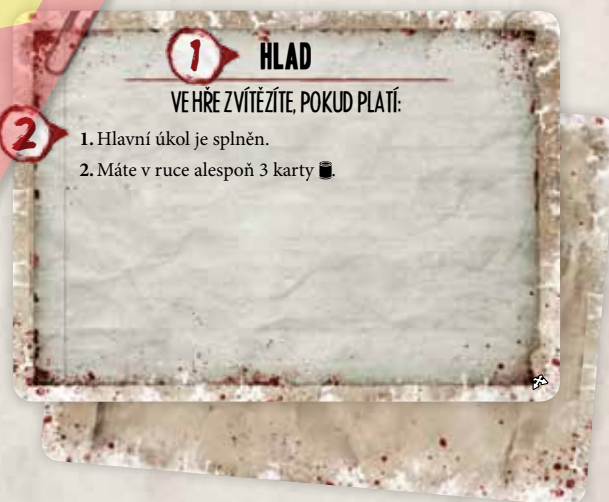 1 HLAD
VE HŘE ZVÍTĚZÍTE, POKUD PLATÍ:
2
1. Hlavní úkol je splněn.
2. Máte v ruce alespoň 3 karty .